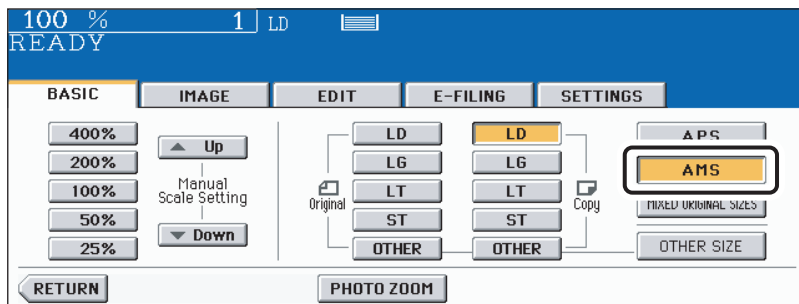 100 % 1 LD
READY
BASIC IMAGE EDIT E-FILING SETTINGS
400% Up LD LD APS
200% LG LG AMS
100% Manual Scale Setting Original LT LT Copy MIXED ORIGINAL SIZES
50% Down ST ST
25% OTHER OTHER OTHER SIZE
RETURN PHOTO ZOOM